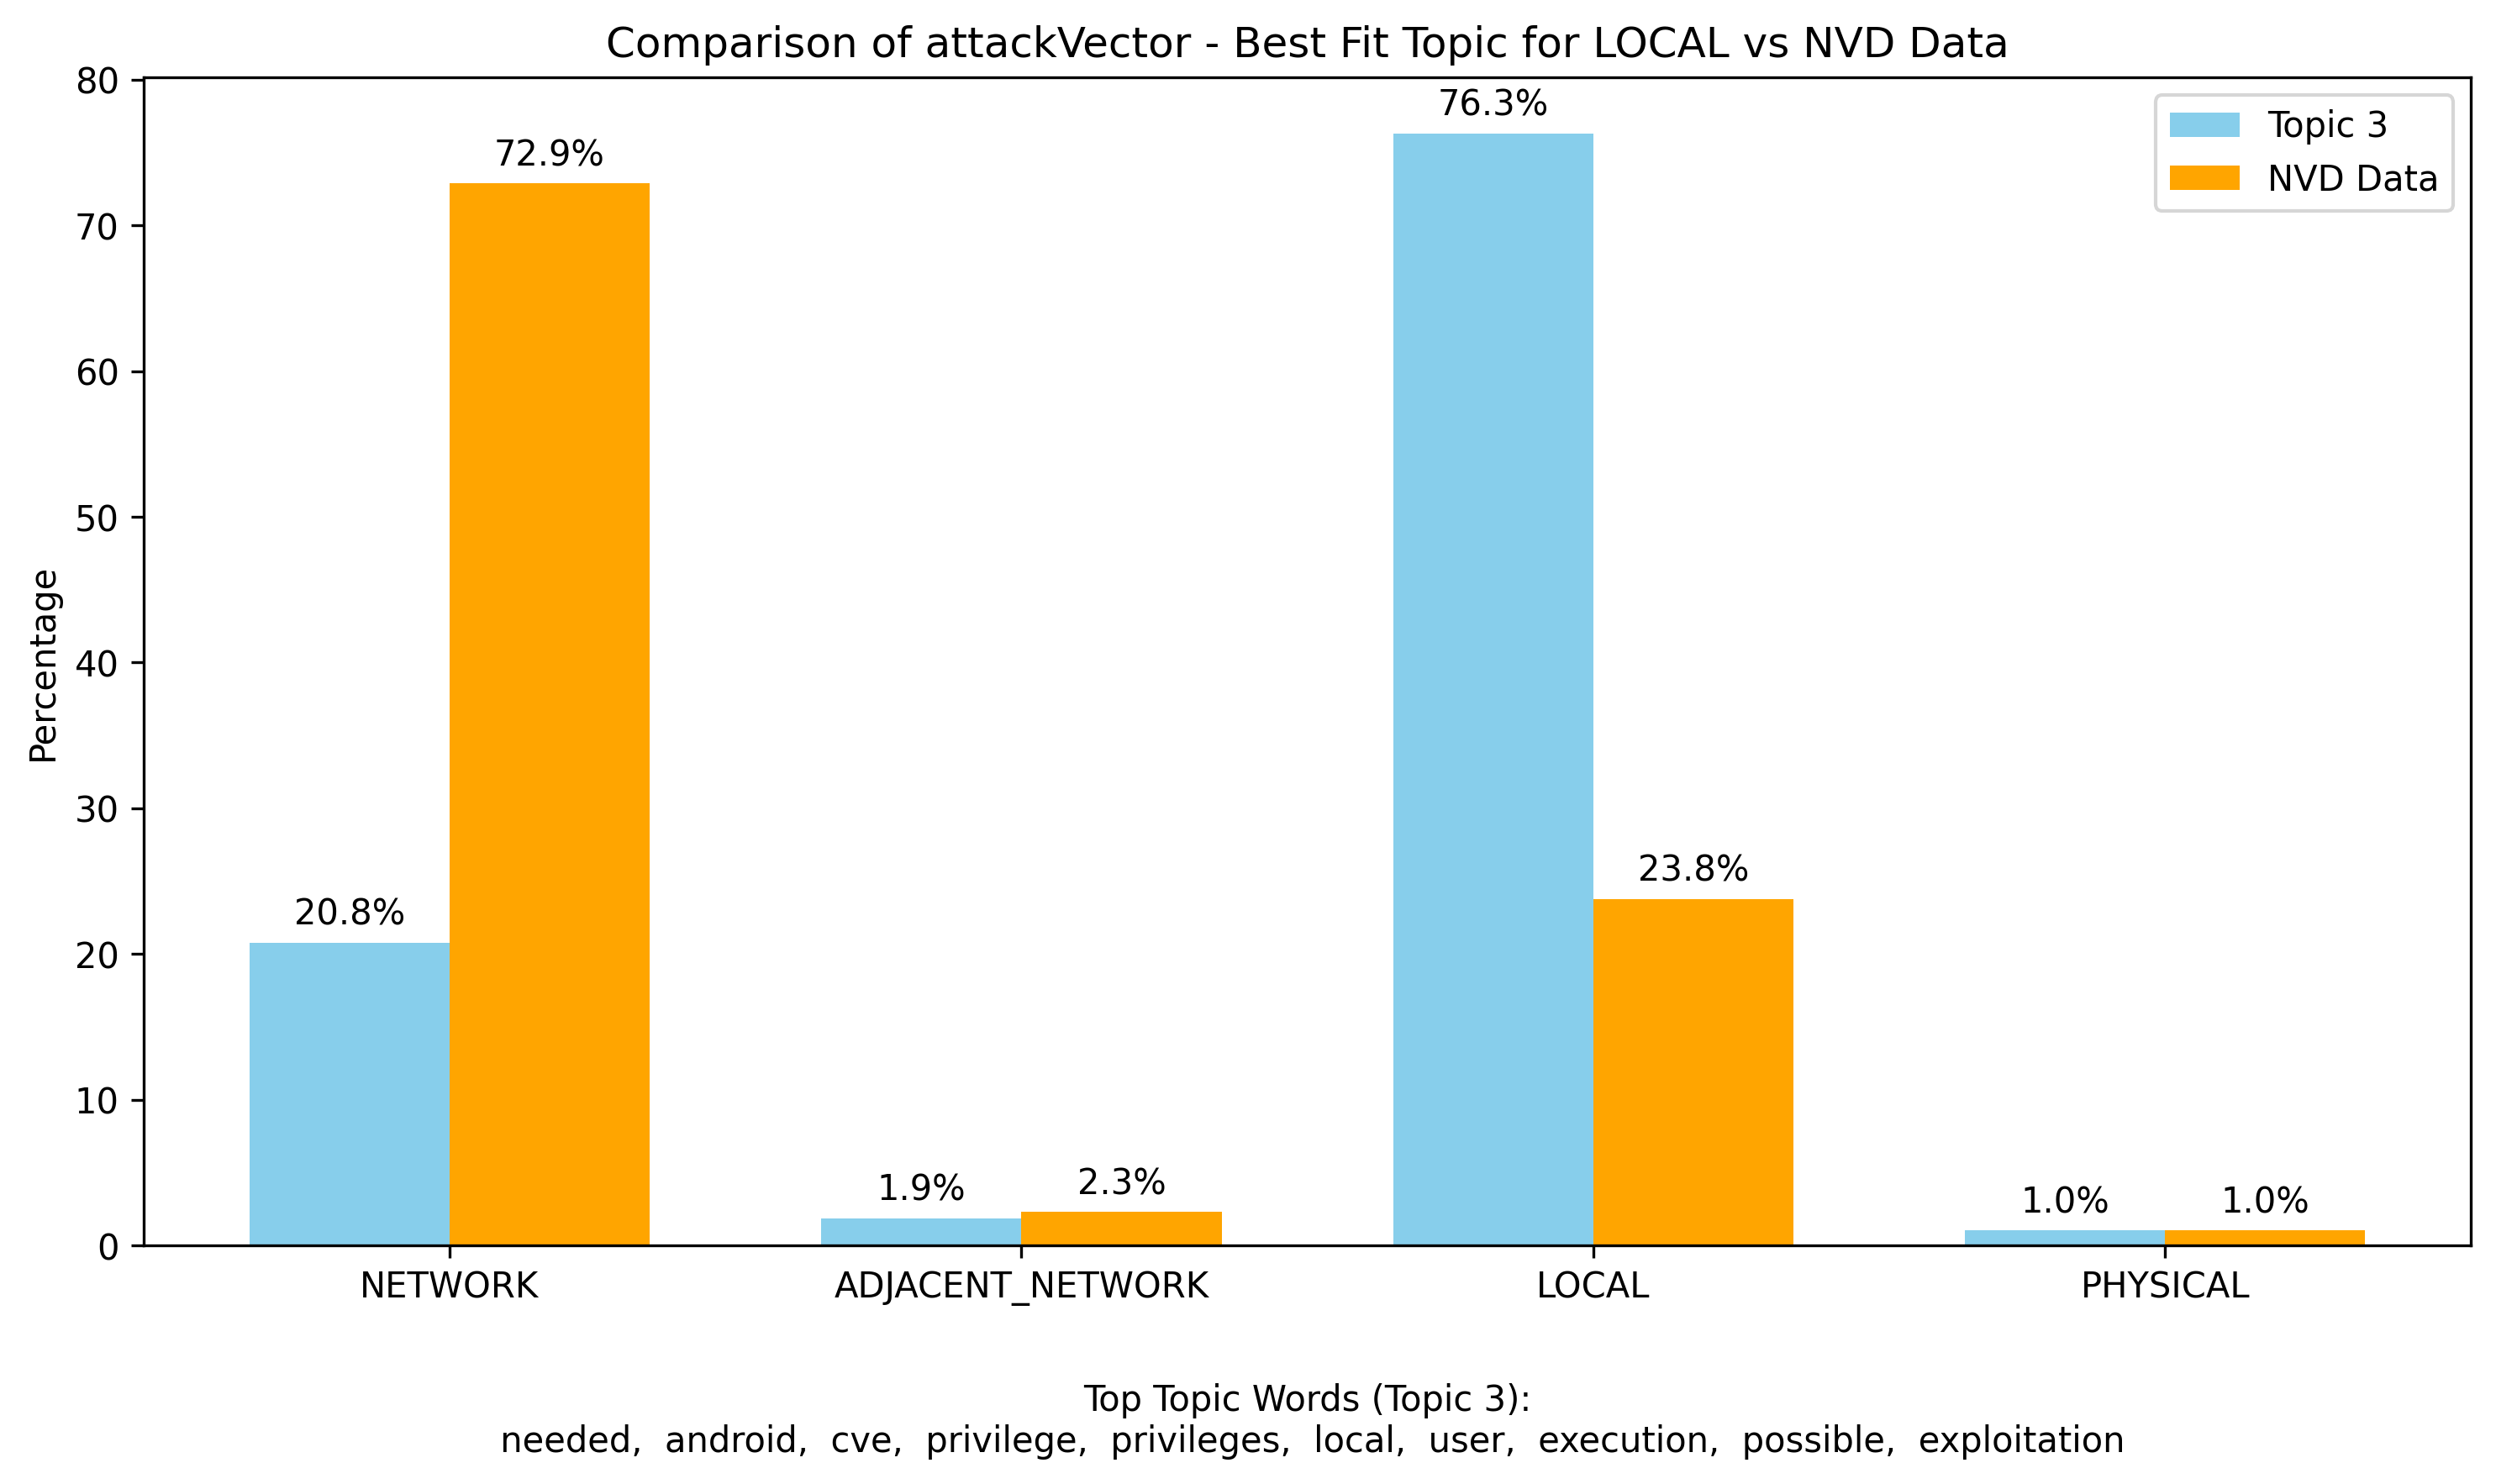 Comparison of attackVector - Best Fit Topic for LOCAL vs NVD Data
80
70
60
50
40
30
20
10
0
Percentage
Topic 3
NVD Data
20.8%
72.9%
1.9%
2.3%
76.3%
23.8%
1.0%
1.0%
NETWORK
ADJACENT_NETWORK
LOCAL
PHYSICAL
Top Topic Words (Topic 3):
needed, android, cve, privilege, privileges, local, user, execution, possible, exploitation